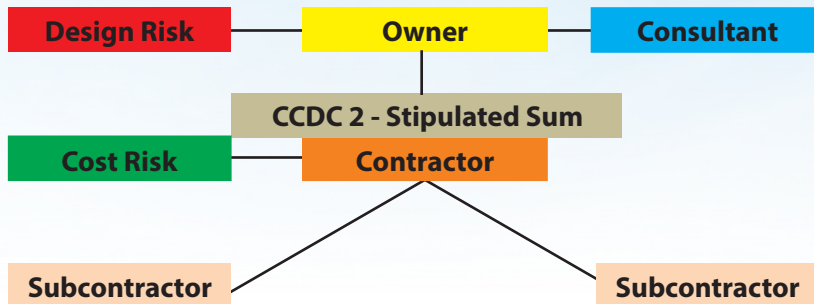 Design Risk
Owner
Consultant
CCDC 2 - Stipulated Sum
Cost Risk
Contractor
Subcontractor
Subcontractor